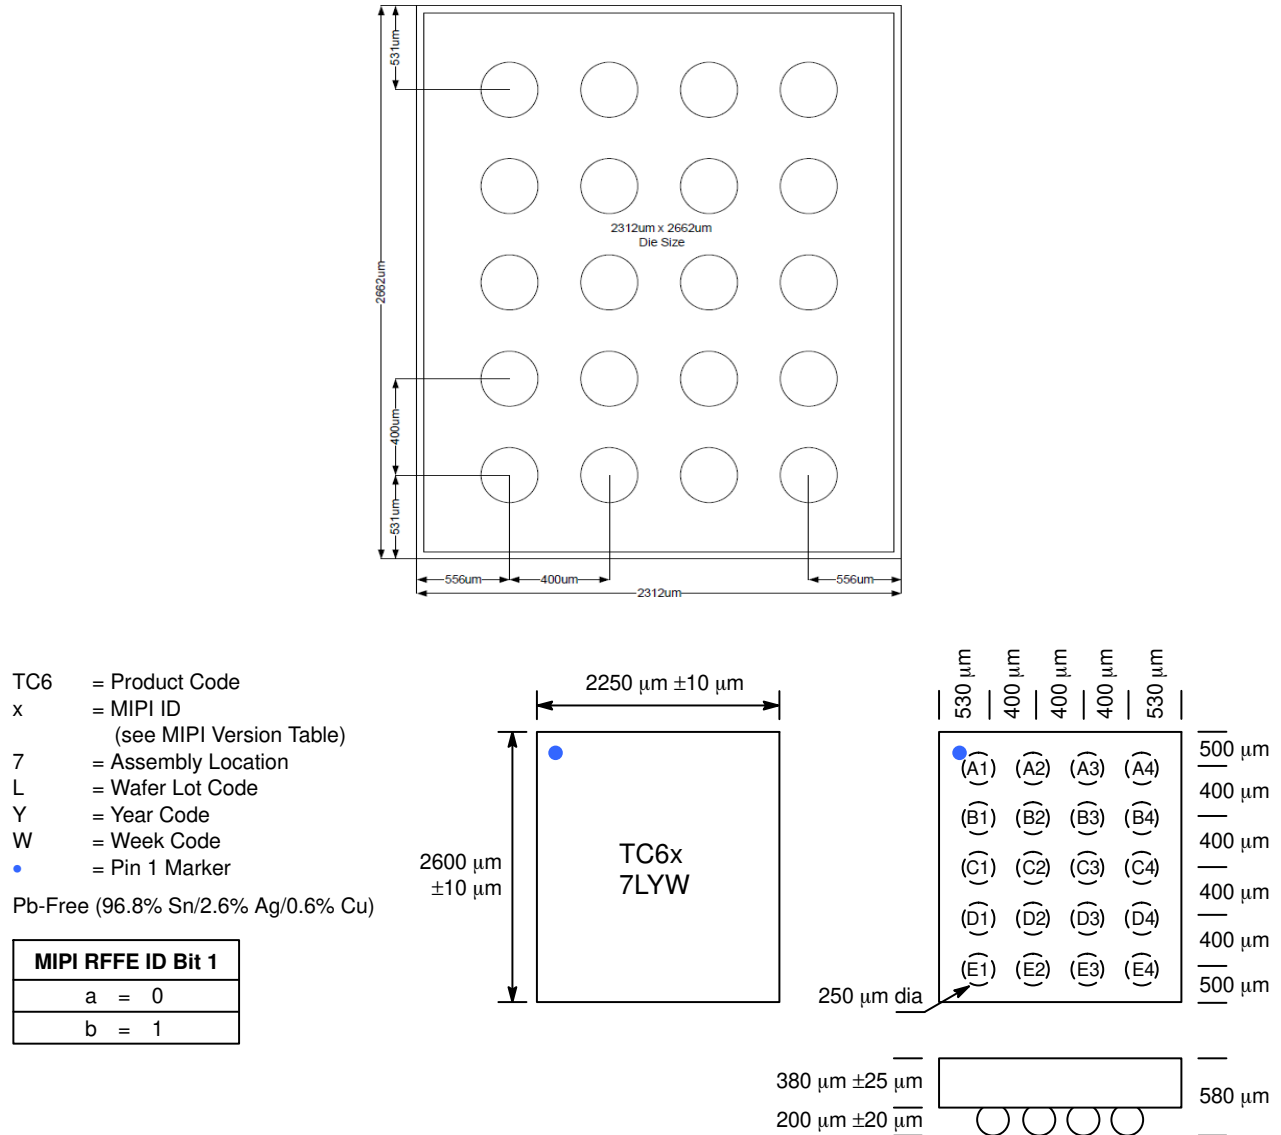 531um
2312um x 2662um
Die Size
2662um
400um
531um
556um
400um
556um
2312um
TC6 = Product Code
x = MIPI ID
(see MIPI Version Table)
7 = Assembly Location
L = Wafer Lot Code
Y = Year Code
W = Week Code
• = Pin 1 Marker
Pb-Free (96.8% Sn/2.6% Ag/0.6% Cu)
MIPI RFFE ID Bit 1
a = 0
b = 1
2250 μm ±10 μm
2600 μm
±10 μm
TC6x
7LYW
530 μm
400 μm
400 μm
400 μm
530 μm
(A1) (A2) (A3) (A4)
(B1) (B2) (B3) (B4)
(C1) (C2) (C3) (C4)
(D1) (D2) (D3) (D4)
(E1) (E2) (E3) (E4)
500 μm
400 μm
400 μm
400 μm
400 μm
500 μm
250 μm dia
380 μm ±25 μm
200 μm ±20 μm
580 μm